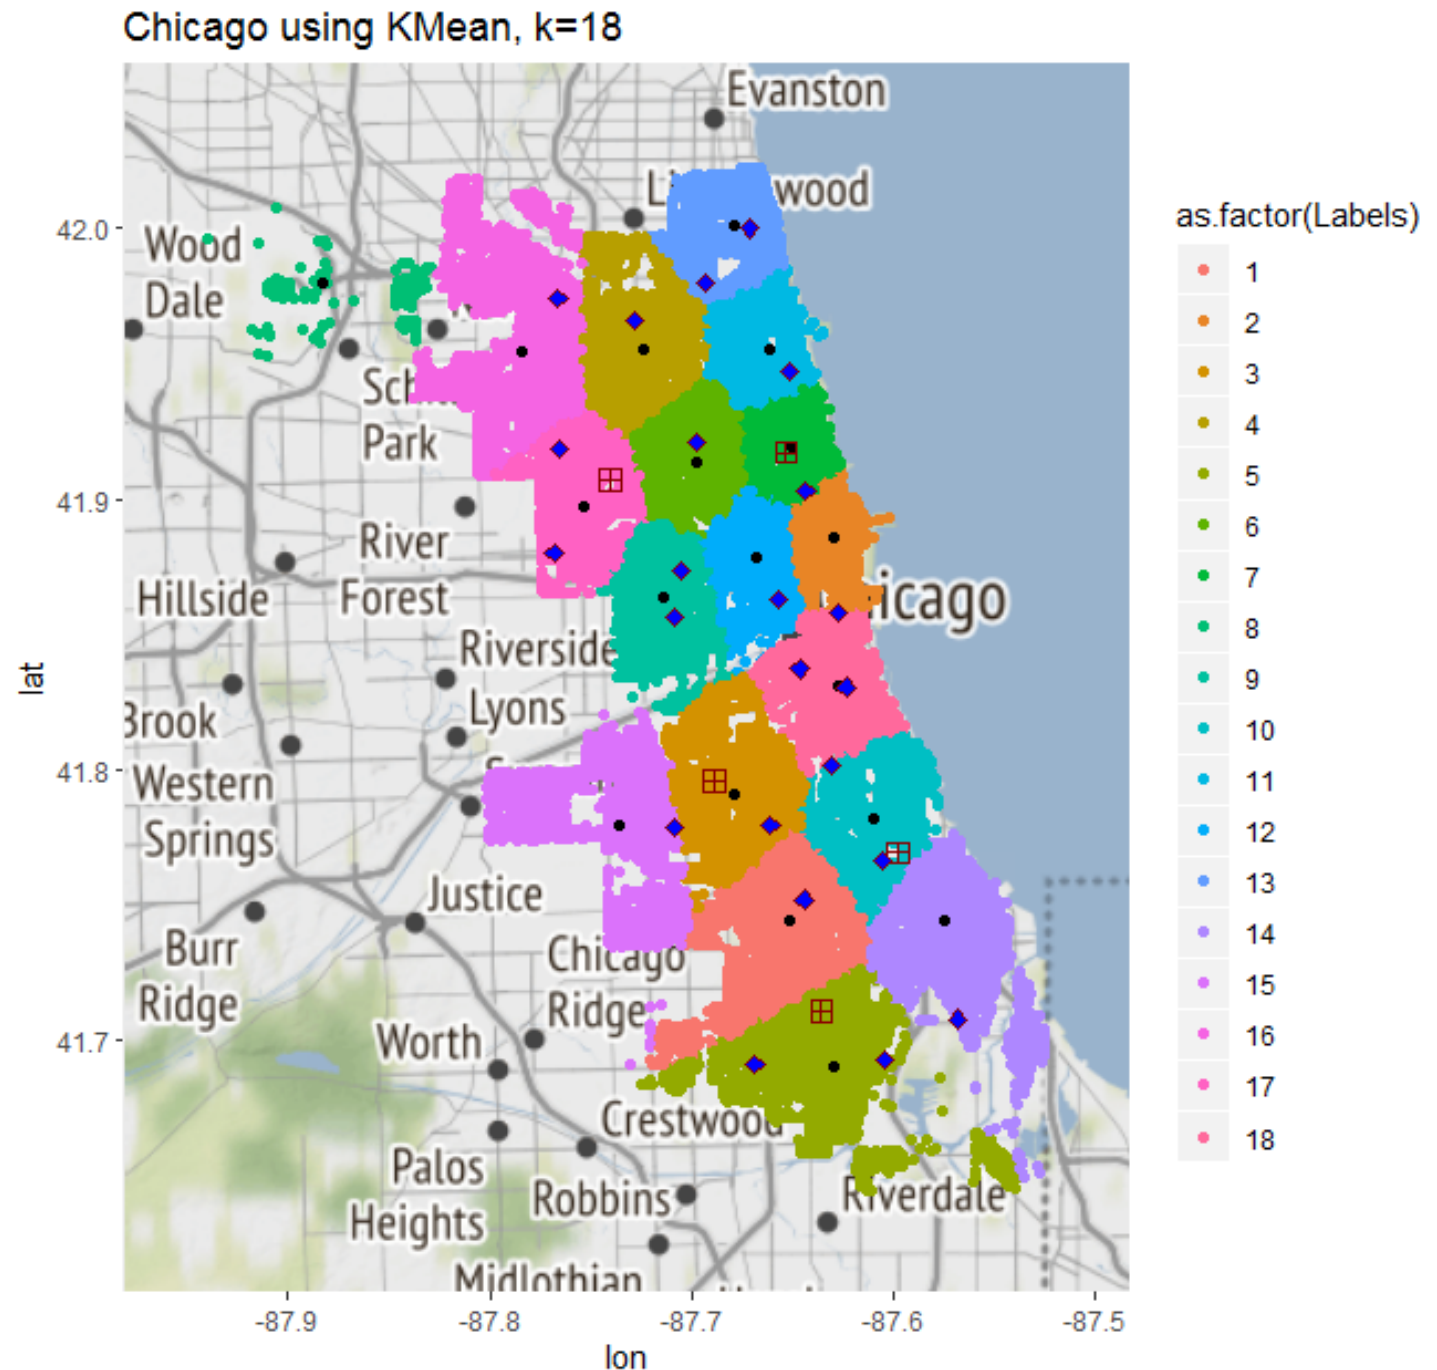 Chicago using KMean, k=18
Evanston
wood
42.0
Wood
Dale
Park
41.9
River
Forest
Hillside
icago
Riverside
Lyons
Brook
41.8
Western
Springs
Justice
Burr
Ridge
Chicago
Ridge
41.7
Worth
Crestwood
Palos
Heights
Robbins
Riverdale
Midlothian
-87.9
-87.8
-87.7
-87.6
-87.5
lon
lat
as.factor(Labels)
1
2
3
4
5
6
7
8
9
10
11
12
13
14
15
16
17
18